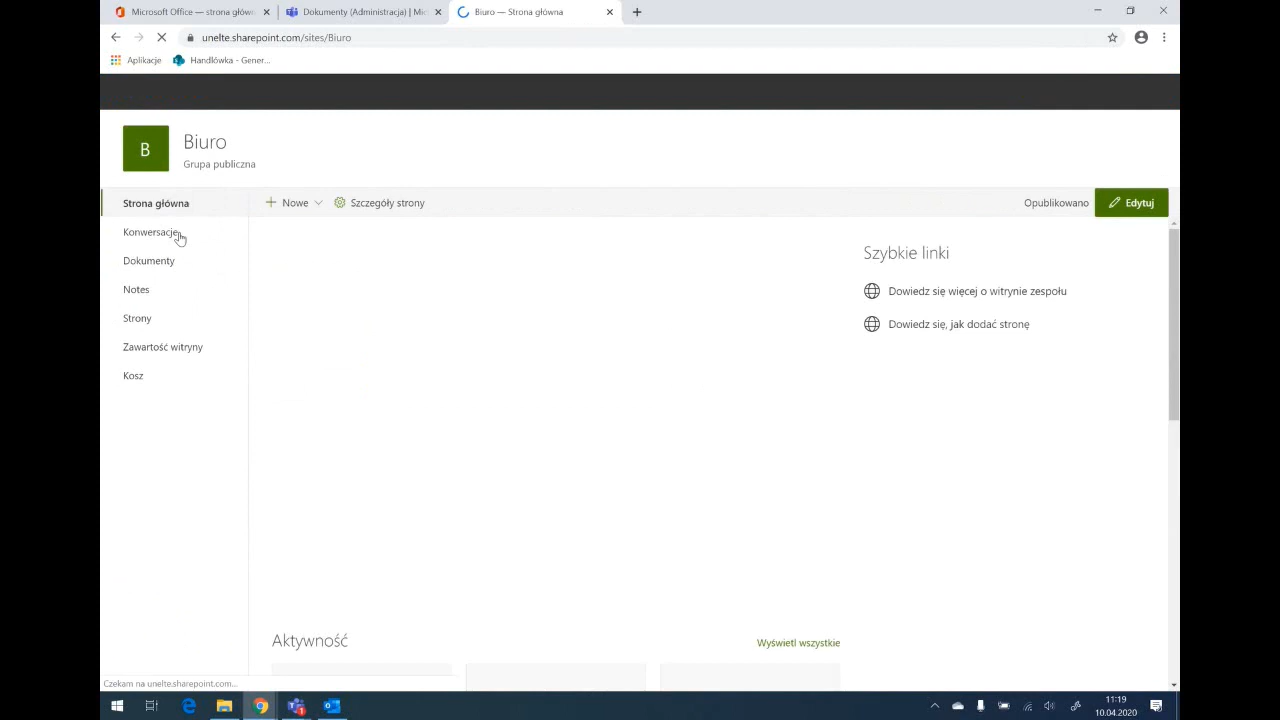 Microsoft Office — strona główn
Dokumenty (Administracja) | Mic
Biuro — Strona główna
unelte.sharepoint.com/sites/Biuro
Aplikacje
Handlówka - Gener...
B
Biuro
Grupa publiczna
Strona główna
Nowe
Szczegóły strony
Opublikowano
Edytuj
Konwersacje
Dokumenty
Notes
Strony
Zawartość witryny
Kosz
Szybkie linki
Dowiedz się więcej o witrynie zespołu
Dowiedz się, jak dodać stronę
Aktywność
Wyświetl wszystkie
Czekam na unelte.sharepoint.com...
11:19
10.04.2020